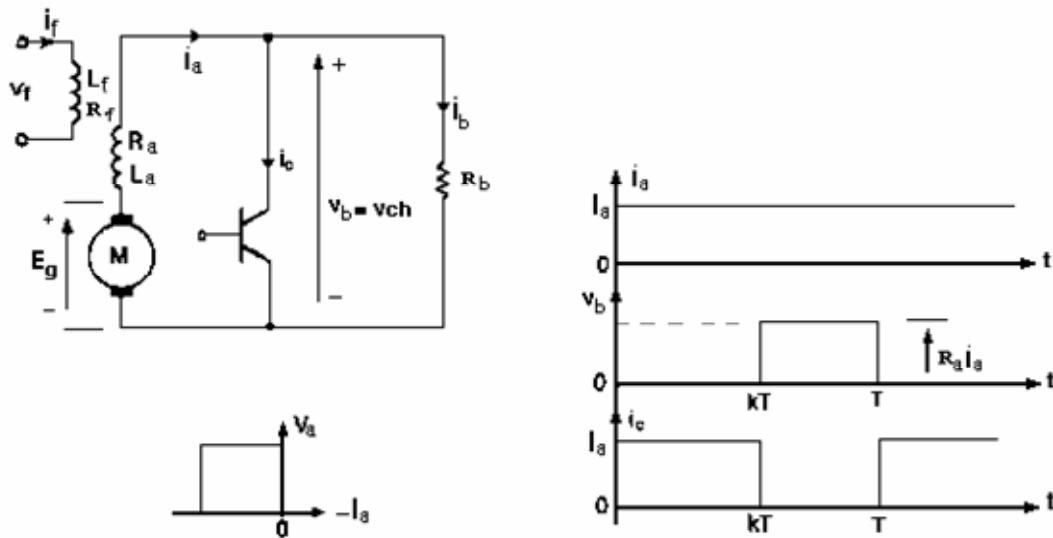 i_f
v_f
L_f
R_f
i_a
R_a
L_a
+
E_g
−
M
i_c
+
v_b = vch
−
i_b
R_b
V_a
−I_a
0
i_a
I_a
0
t
v_b
R_a i_a
0
kT
T
t
i_c
I_a
0
kT
T
t